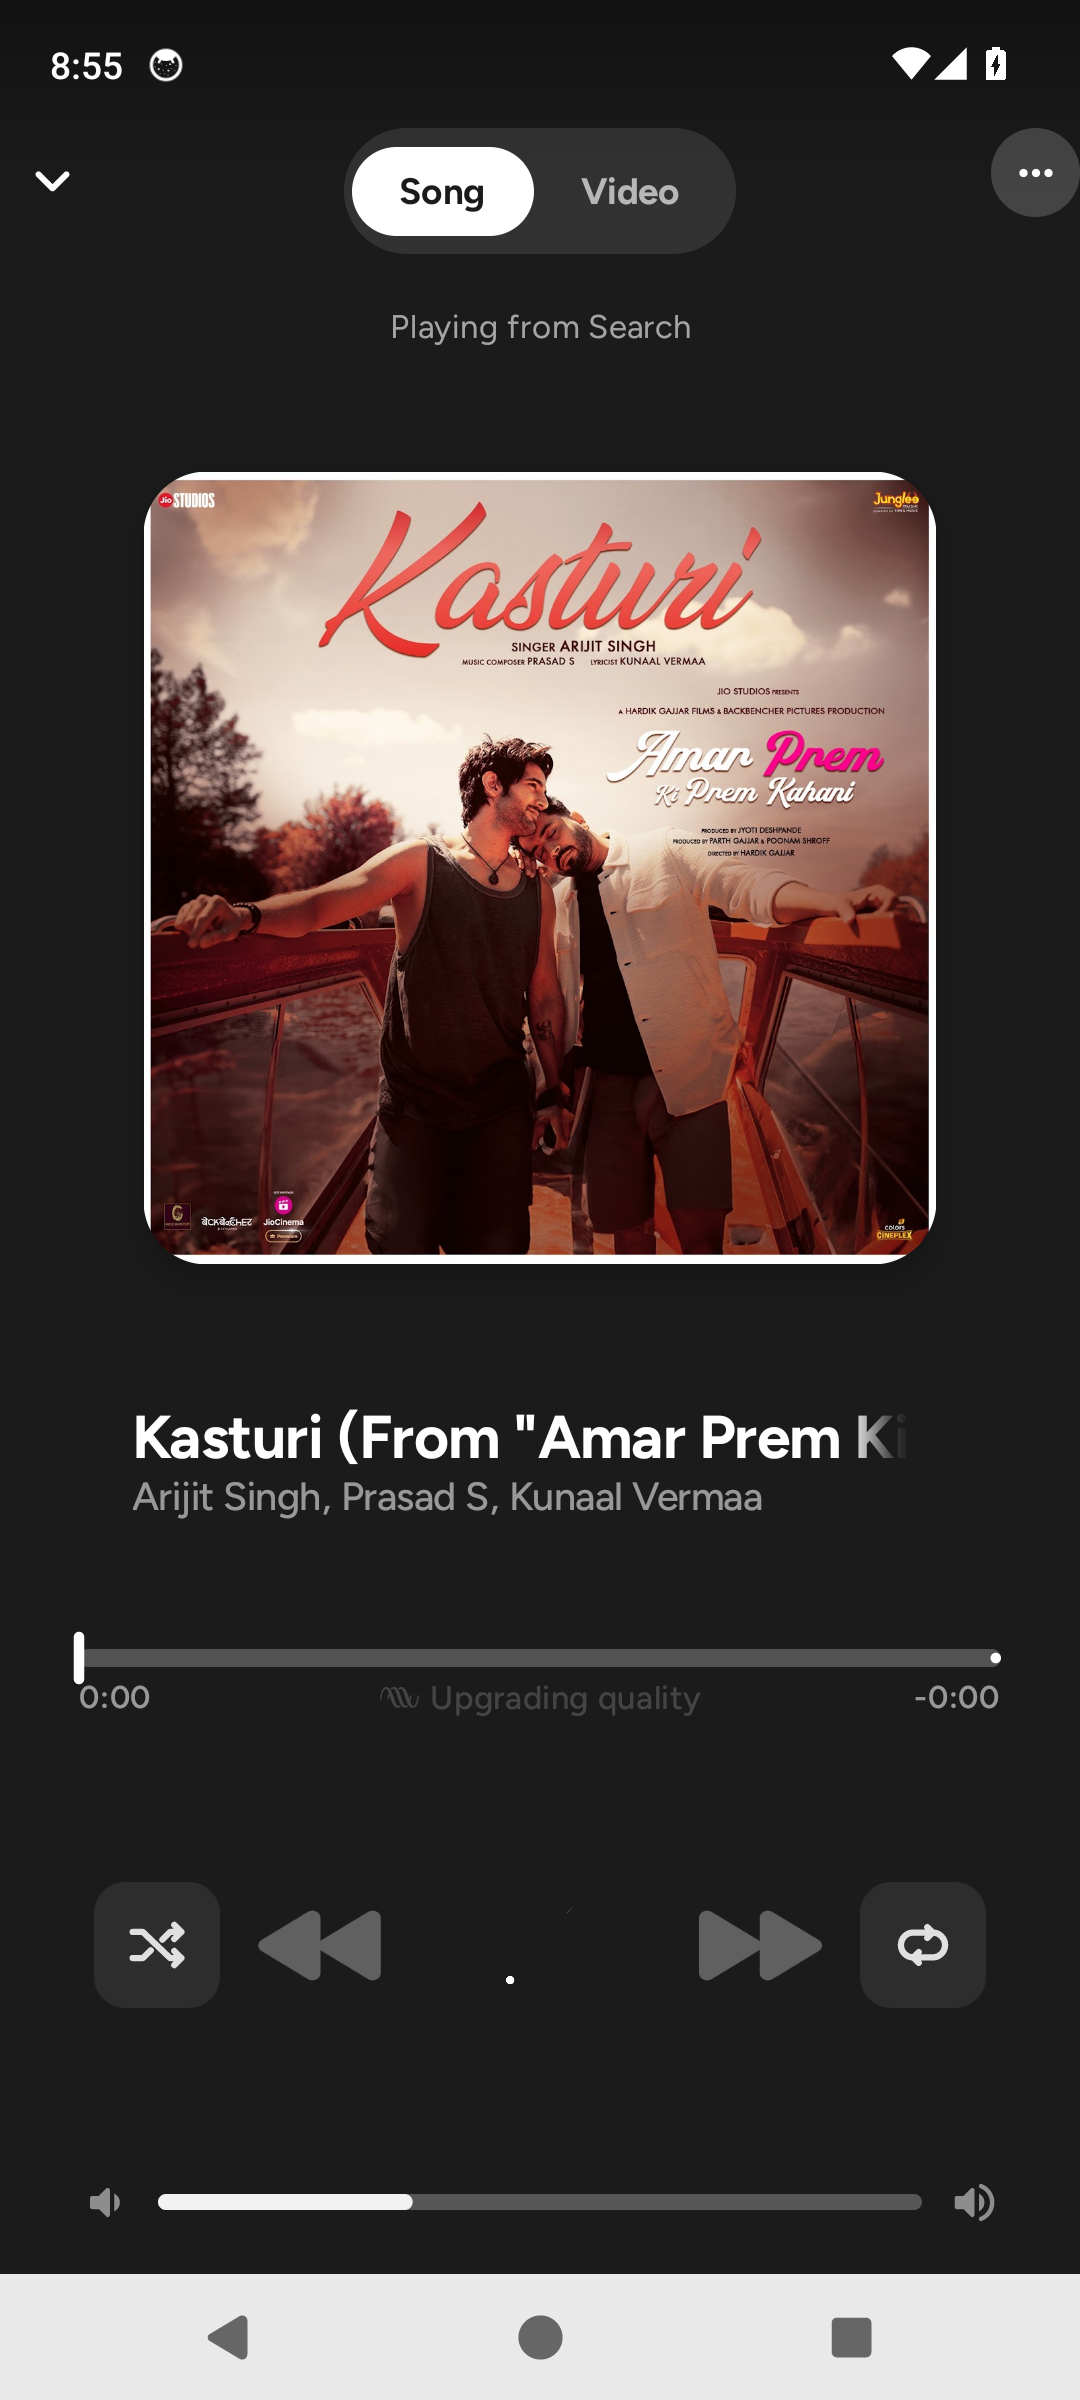 8:55
Song
Video
Playing from Search
Jio STUDIOS
Junglee
Kasturi
SINGER ARIJIT SINGH
MUSIC COMPOSER PRASAD S LYRICIST KUNAAL VERMAA
JIO STUDIOS PRESENTS
A HARDIK GAJJAR FILMS & BACKBENCHER PICTURES PRODUCTION
Amar Prem
Ki Prem Kahani
PRODUCED BY JYOTI DESHPANDE
PRODUCED BY PARTH GAJJAR & POONAM SHROFF
DIRECTED BY HARDIK GAJJAR
JioCinema
Premium
colors
CINEPLEX
Kasturi (From "Amar Prem Ki
Arijit Singh, Prasad S, Kunaal Vermaa
0:00
Upgrading quality
-0:00